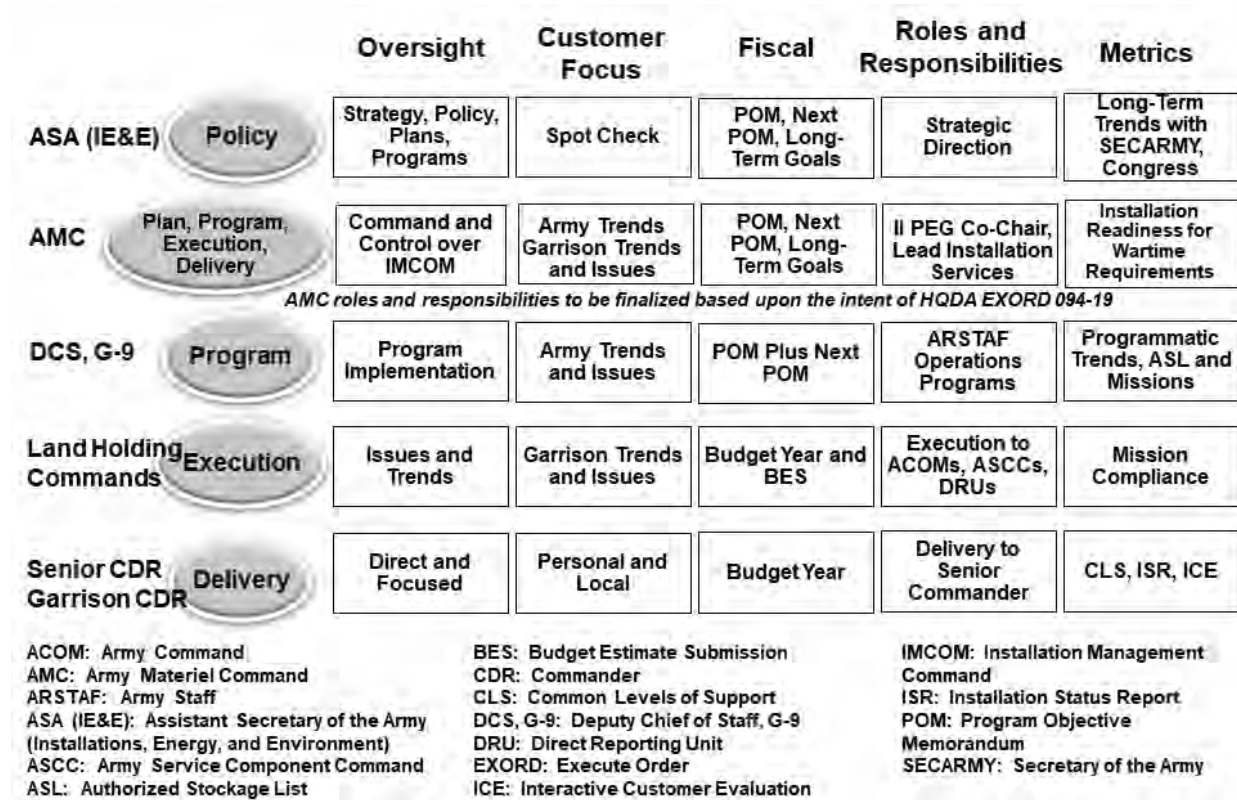 Oversight
Customer
Focus
Fiscal
Roles and
Responsibilities
Metrics
ASA (IE&E)
Policy
Strategy, Policy,
Plans,
Programs
Spot Check
POM, Next
POM, Long-
Term Goals
Strategic
Direction
Long-Term
Trends with
SECARMY,
Congress
AMC
Plan, Program,
Execution,
Delivery
Command and
Control over
IMCOM
Army Trends
Garrison Trends
and Issues
POM, Next
POM, Long-
Term Goals
II PEG Co-Chair,
Lead Installation
Services
Installation
Readiness for
Wartime
Requirements
AMC roles and responsibilities to be finalized based upon the intent of HQDA EXORD 094-19
DCS, G-9
Program
Program
Implementation
Army Trends
and Issues
POM Plus Next
POM
ARSTAF
Operations
Programs
Programmatic
Trends, ASL and
Missions
Land Holding
Commands
Execution
Issues and
Trends
Garrison Trends
and Issues
Budget Year and
BES
Execution to
ACOMs, ASCCs,
DRUs
Mission
Compliance
Senior CDR
Garrison CDR
Delivery
Direct and
Focused
Personal and
Local
Budget Year
Delivery to
Senior
Commander
CLS, ISR, ICE
ACOM: Army Command
AMC: Army Materiel Command
ARSTAF: Army Staff
ASA (IE&E): Assistant Secretary of the Army
(Installations, Energy, and Environment)
ASCC: Army Service Component Command
ASL: Authorized Stockage List
BES: Budget Estimate Submission
CDR: Commander
CLS: Common Levels of Support
DCS, G-9: Deputy Chief of Staff, G-9
DRU: Direct Reporting Unit
EXORD: Execute Order
ICE: Interactive Customer Evaluation
IMCOM: Installation Management
Command
ISR: Installation Status Report
POM: Program Objective
Memorandum
SECARMY: Secretary of the Army